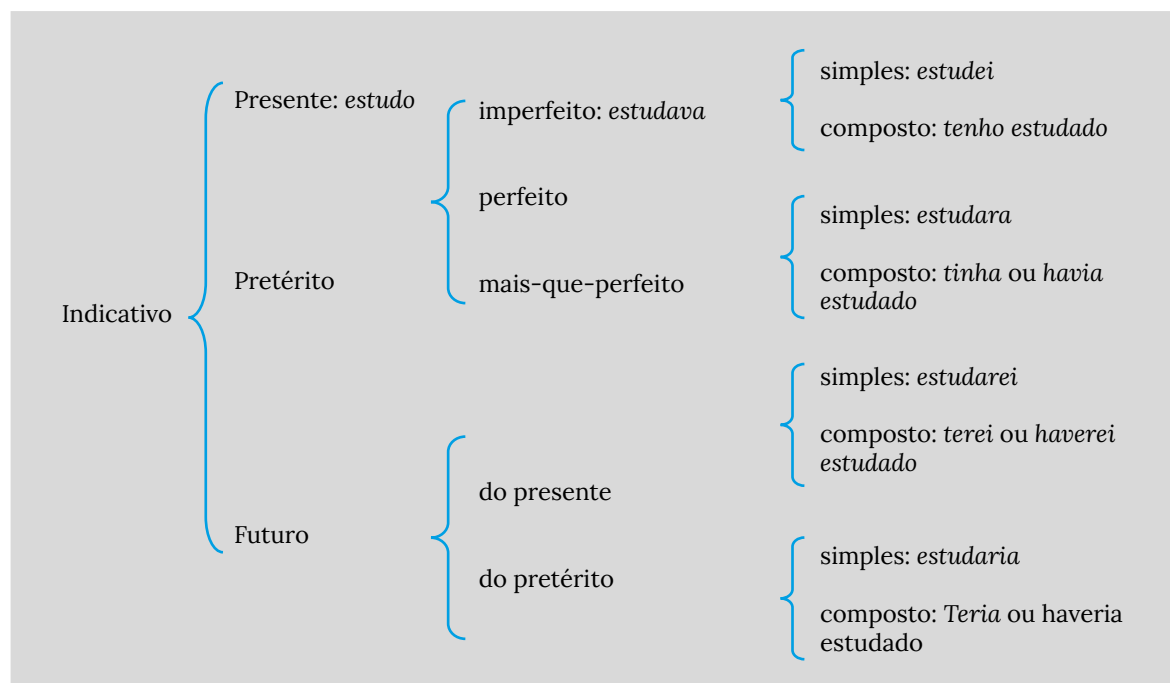 Indicativo
Presente: estudo
Pretérito
imperfeito: estudava
perfeito
simples: estudei
composto: tenho estudado
mais-que-perfeito
simples: estudara
composto: tinha ou havia
estudado
Futuro
do presente
simples: estudarei
composto: terei ou haverei
estudado
do pretérito
simples: estudaria
composto: Teria ou haveria
estudado